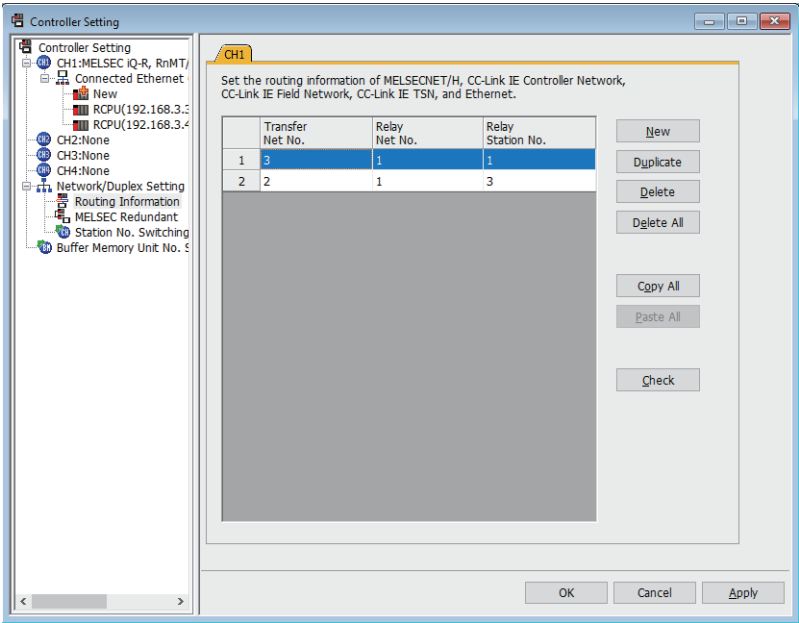 Controller Setting
Controller Setting
CH1:MELSEC iQ-R, RnMT/
Connected Ethernet
New
RCPU(192.168.3.3
RCPU(192.168.3.4
CH2:None
CH3:None
CH4:None
Network/Duplex Setting
Routing Information
MELSEC Redundant
Station No. Switching
Buffer Memory Unit No. S
CH1
Set the routing information of MELSECNET/H, CC-Link IE Controller Network,
CC-Link IE Field Network, CC-Link IE TSN, and Ethernet.
Transfer Net No. Relay Net No. Relay Station No.
1 3 1 1
2 2 1 3
New
Duplicate
Delete
Delete All
Copy All
Paste All
Check
OK Cancel Apply